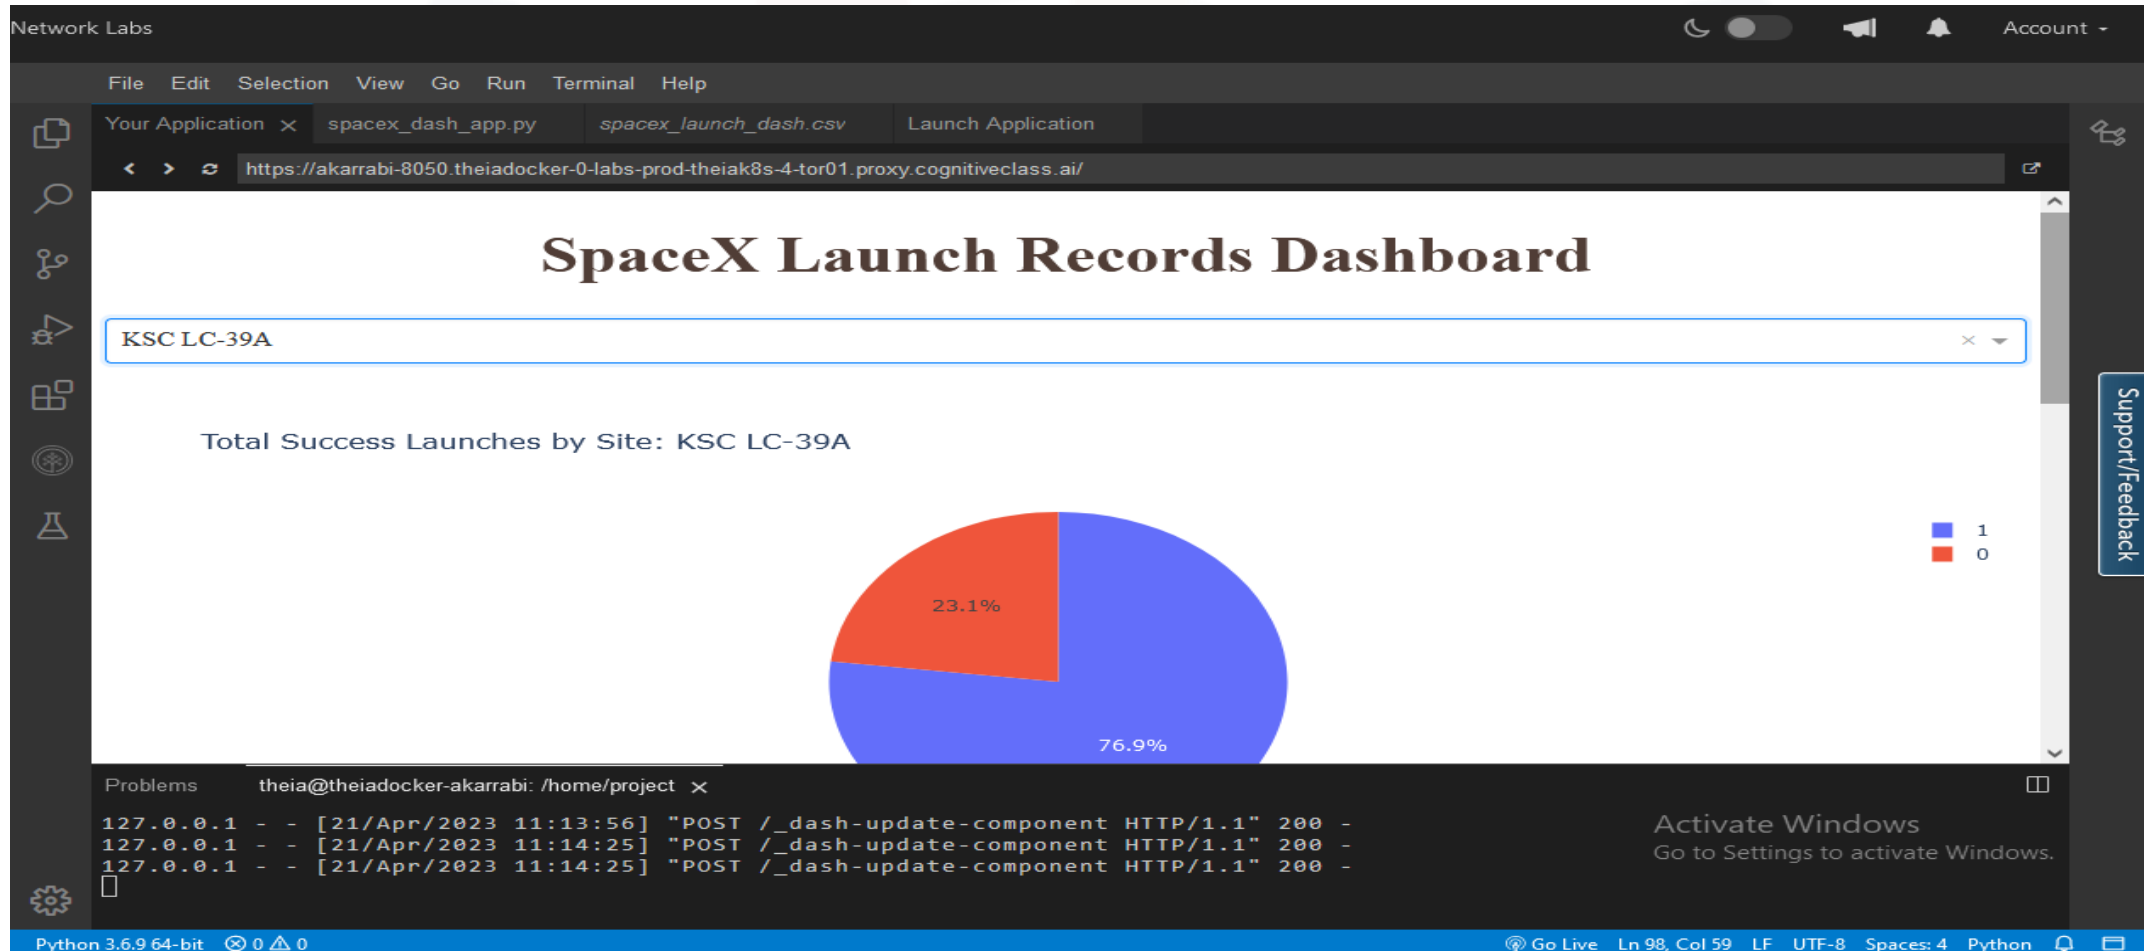 Network Labs
Account
File Edit Selection View Go Run Terminal Help
Your Application spacex_dash_app.py spacex_launch_dash.csv Launch Application
https://akarrabi-8050.theiadocker-0-labs-prod-theiak8s-4-tor01.proxy.cognitiveclass.ai/
SpaceX Launch Records Dashboard
KSC LC-39A
Total Success Launches by Site: KSC LC-39A
1
0
23.1%
76.9%
Support/Feedback
Problems theia@theiadocker-akarrabi: /home/project
127.0.0.1 - - [21/Apr/2023 11:13:56] "POST /_dash-update-component HTTP/1.1" 200 -
127.0.0.1 - - [21/Apr/2023 11:14:25] "POST /_dash-update-component HTTP/1.1" 200 -
127.0.0.1 - - [21/Apr/2023 11:14:25] "POST /_dash-update-component HTTP/1.1" 200 -
Activate Windows
Go to Settings to activate Windows.
Python 3.6.9 64-bit 0 0 Go Live Ln 98, Col 59 LF UTF-8 Spaces: 4 Python